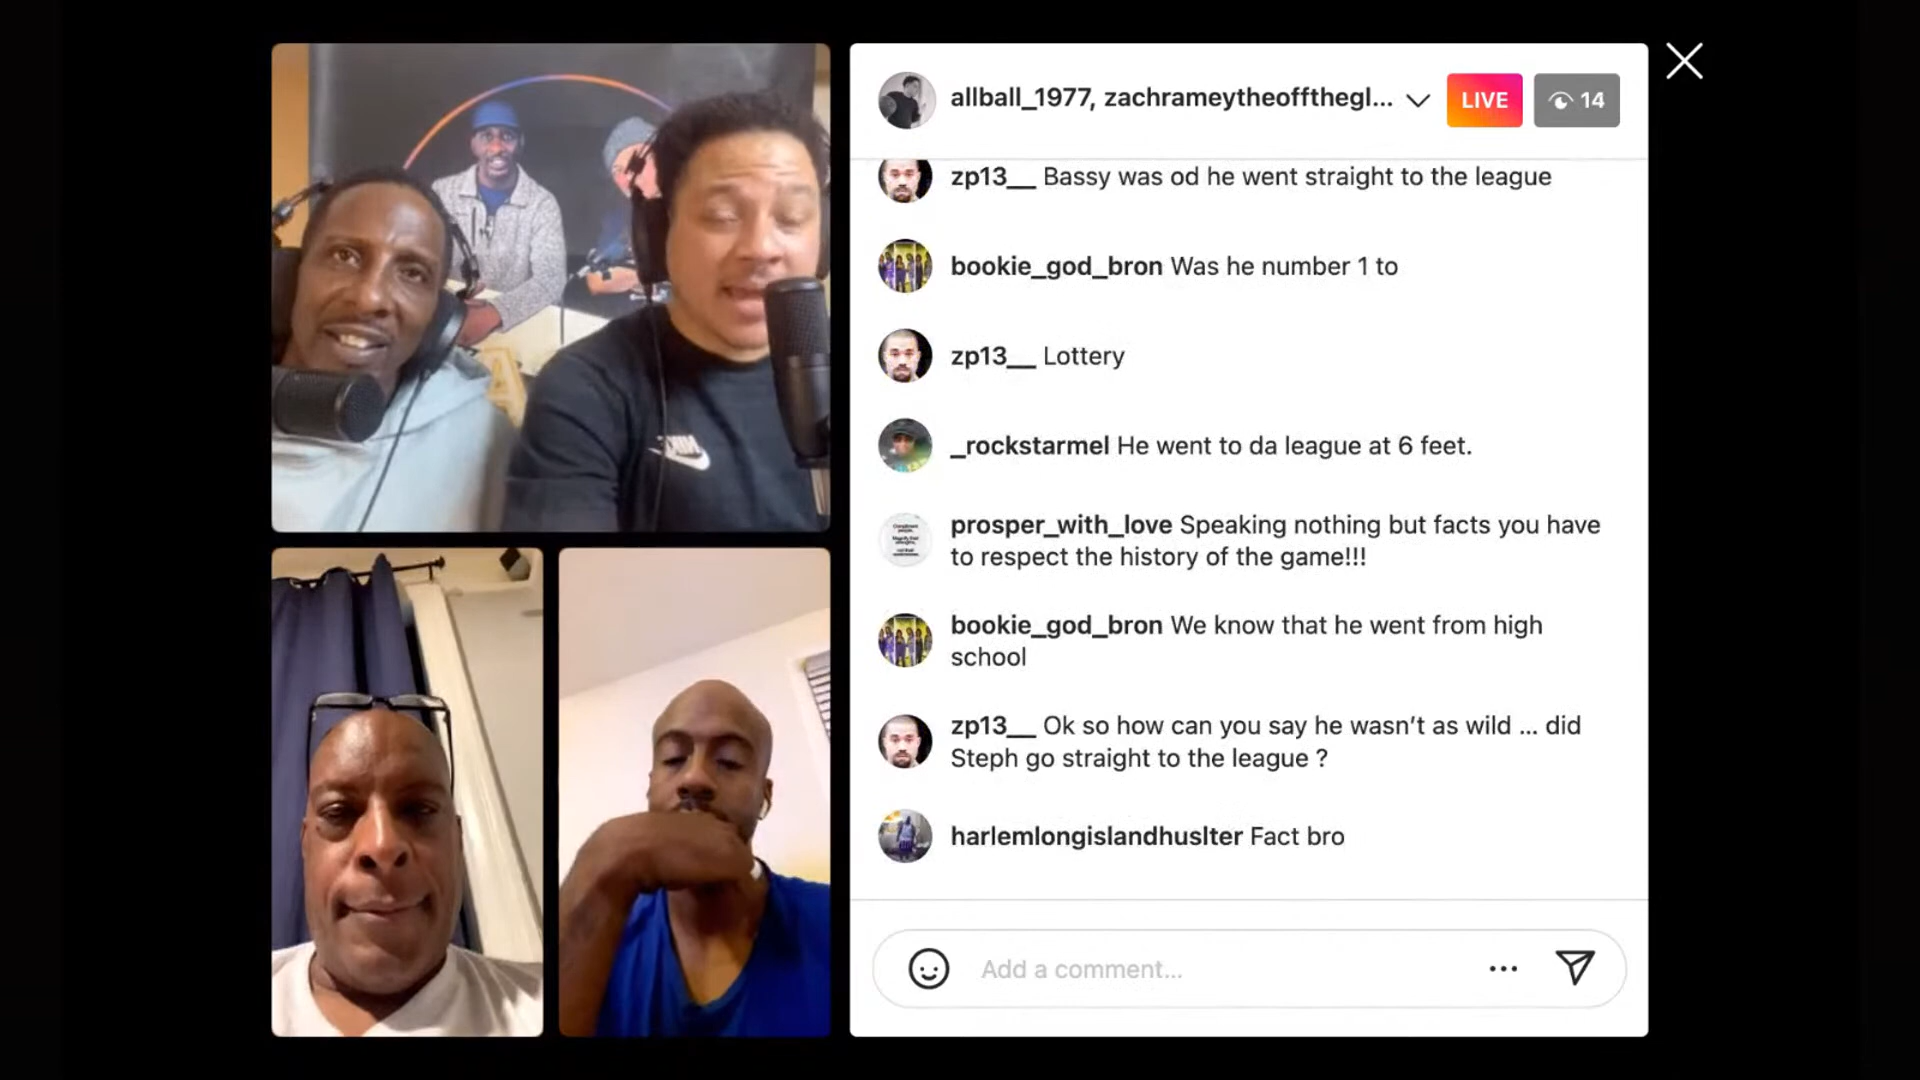 allball_1977, zachrameytheoffthegl...
LIVE
14
zp13__ Bassy was od he went straight to the league
bookie_god_bron Was he number 1 to
zp13__ Lottery
_rockstarmel He went to da league at 6 feet.
prosper_with_love Speaking nothing but facts you have
to respect the history of the game!!!
bookie_god_bron We know that he went from high
school
zp13__ Ok so how can you say he wasn’t as wild ... did
Steph go straight to the league ?
harlemlongislandhuslter Fact bro
Add a comment...